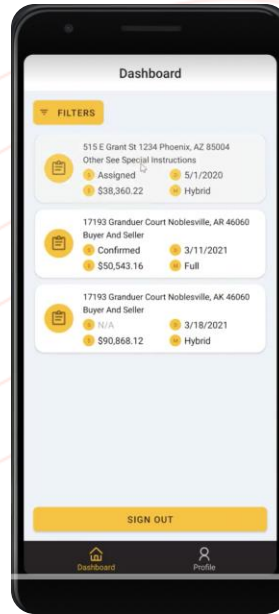 Dashboard
FILTERS
515 E Grant St 1234 Phoenix, AZ 85004
Other See Special Instructions
Assigned 5/1/2020
$38,360.22 Hybrid
17193 Granduer Court Noblesville, AR 46060
Buyer And Seller
Confirmed 3/11/2021
$50,543.16 Full
17193 Granduer Court Noblesville, AK 46060
Buyer And Seller
N/A 3/18/2021
$90,868.12 Hybrid
SIGN OUT
Dashboard Profile